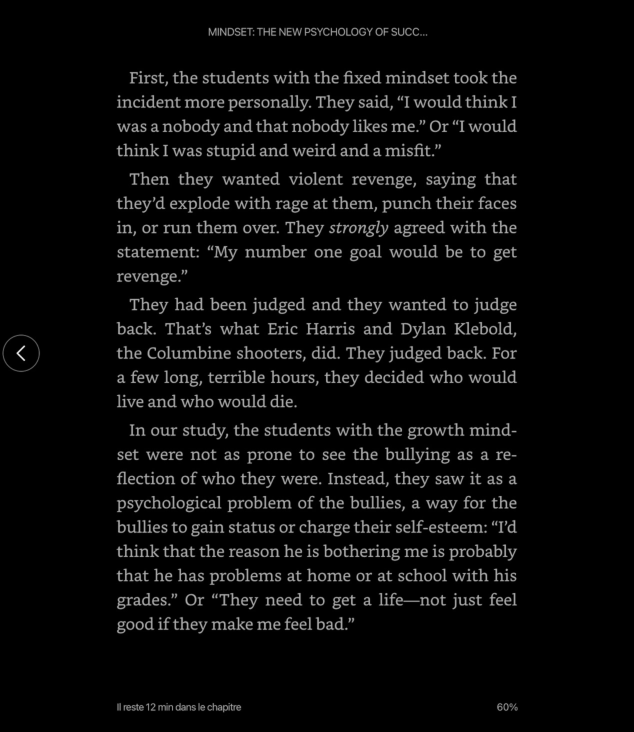 MINDSET: THE NEW PSYCHOLOGY OF SUCC...
First, the students with the fixed mindset took the
incident more personally. They said, “I would think I
was a nobody and that nobody likes me.” Or “I would
think I was stupid and weird and a misfit.”
Then they wanted violent revenge, saying that
they’d explode with rage at them, punch their faces
in, or run them over. They strongly agreed with the
statement: “My number one goal would be to get
revenge.”
They had been judged and they wanted to judge
back. That’s what Eric Harris and Dylan Klebold,
the Columbine shooters, did. They judged back. For
a few long, terrible hours, they decided who would
live and who would die.
In our study, the students with the growth mind-
set were not as prone to see the bullying as a re-
flection of who they were. Instead, they saw it as a
psychological problem of the bullies, a way for the
bullies to gain status or charge their self-esteem: “I’d
think that the reason he is bothering me is probably
that he has problems at home or at school with his
grades.” Or “They need to get a life—not just feel
good if they make me feel bad.”
Il reste 12 min dans le chapitre
60%